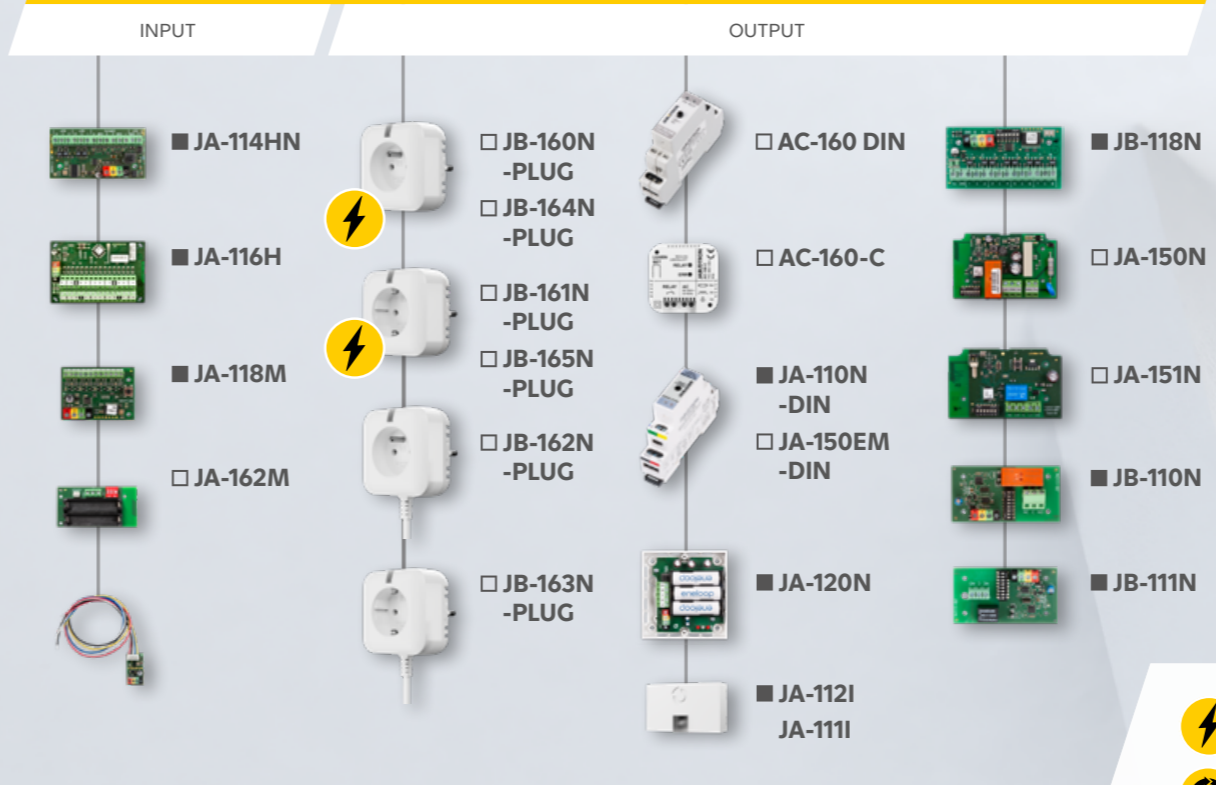 INPUT
OUTPUT
■ JA-114HN
■ JA-116H
■ JA-118M
□ JA-162M
□ JB-160N
-PLUG
□ JB-164N
-PLUG
□ JB-161N
-PLUG
□ JB-165N
-PLUG
□ JB-162N
-PLUG
□ JB-163N
-PLUG
□ AC-160 DIN
□ AC-160-C
■ JA-110N
-DIN
□ JA-150EM
-DIN
■ JA-120N
■ JA-112I
JA-111I
■ JB-118N
□ JA-150N
□ JA-151N
■ JB-110N
■ JB-111N
RELAY
eneloop